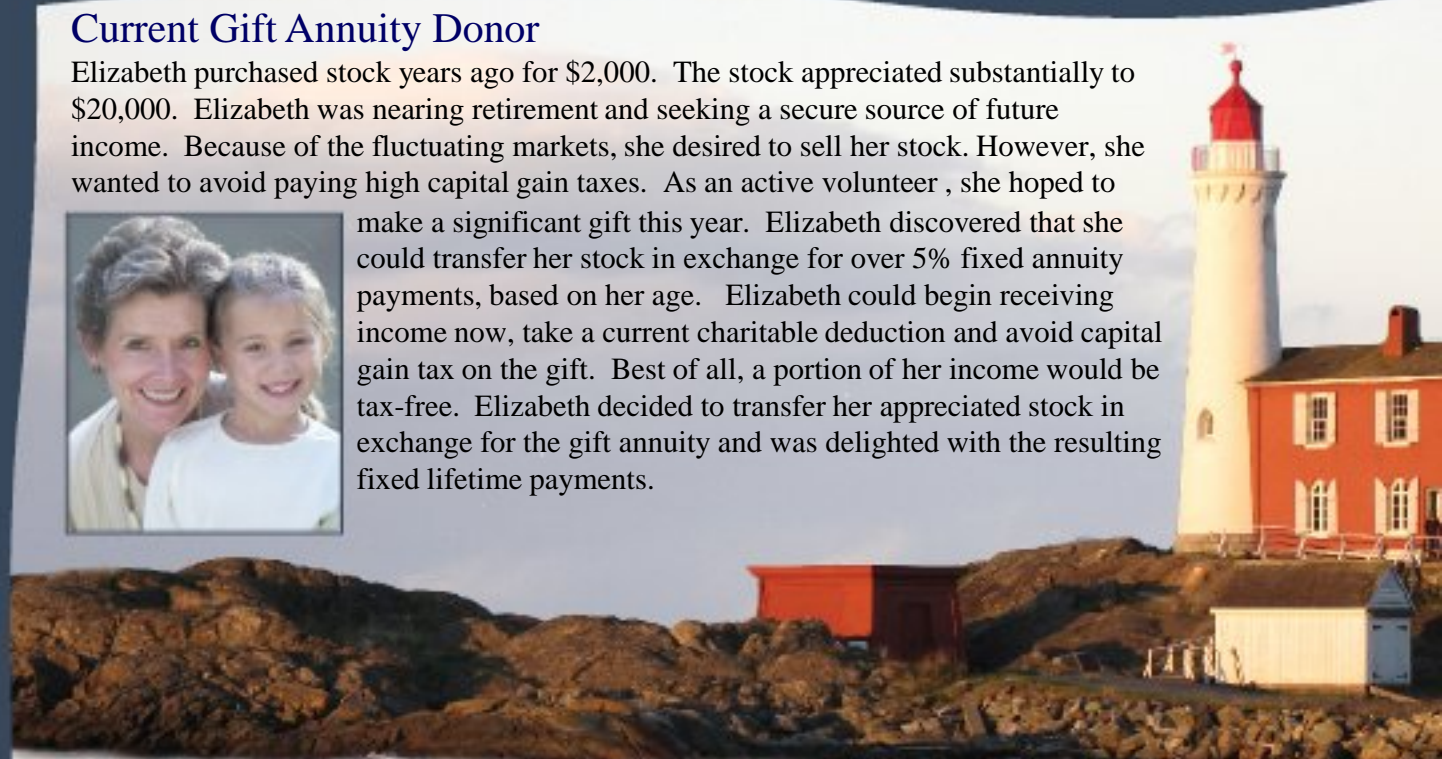 Current Gift Annuity Donor
Elizabeth purchased stock years ago for $2,000.  The stock appreciated substantially to
$20,000.  Elizabeth was nearing retirement and seeking a secure source of future
income.  Because of the fluctuating markets, she desired to sell her stock. However, she
wanted to avoid paying high capital gain taxes.  As an active volunteer , she hoped to
make a significant gift this year.  Elizabeth discovered that she
could transfer her stock in exchange for over 5% fixed annuity
payments, based on her age.   Elizabeth could begin receiving
income now, take a current charitable deduction and avoid capital
gain tax on the gift.  Best of all, a portion of her income would be
tax-free.  Elizabeth decided to transfer her appreciated stock in
exchange for the gift annuity and was delighted with the resulting
fixed lifetime payments.